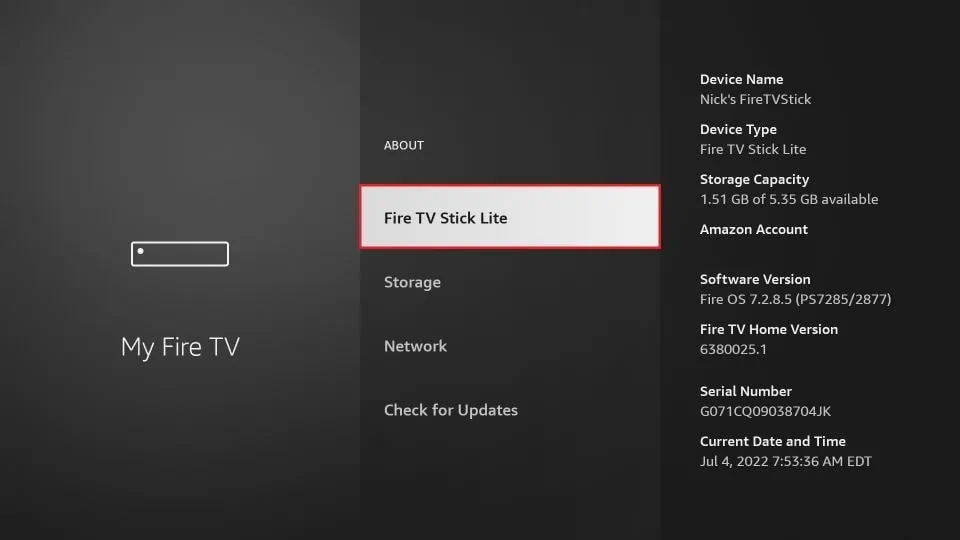 My Fire TV
ABOUT
Fire TV Stick Lite
Storage
Network
Check for Updates
Device Name
Nick's FireTVStick
Device Type
Fire TV Stick Lite
Storage Capacity
1.51 GB of 5.35 GB available
Amazon Account
Software Version
Fire OS 7.2.8.5 (PS7285/2877)
Fire TV Home Version
6380025.1
Serial Number
G071CQ09038704JK
Current Date and Time
Jul 4, 2022 7:53:36 AM EDT